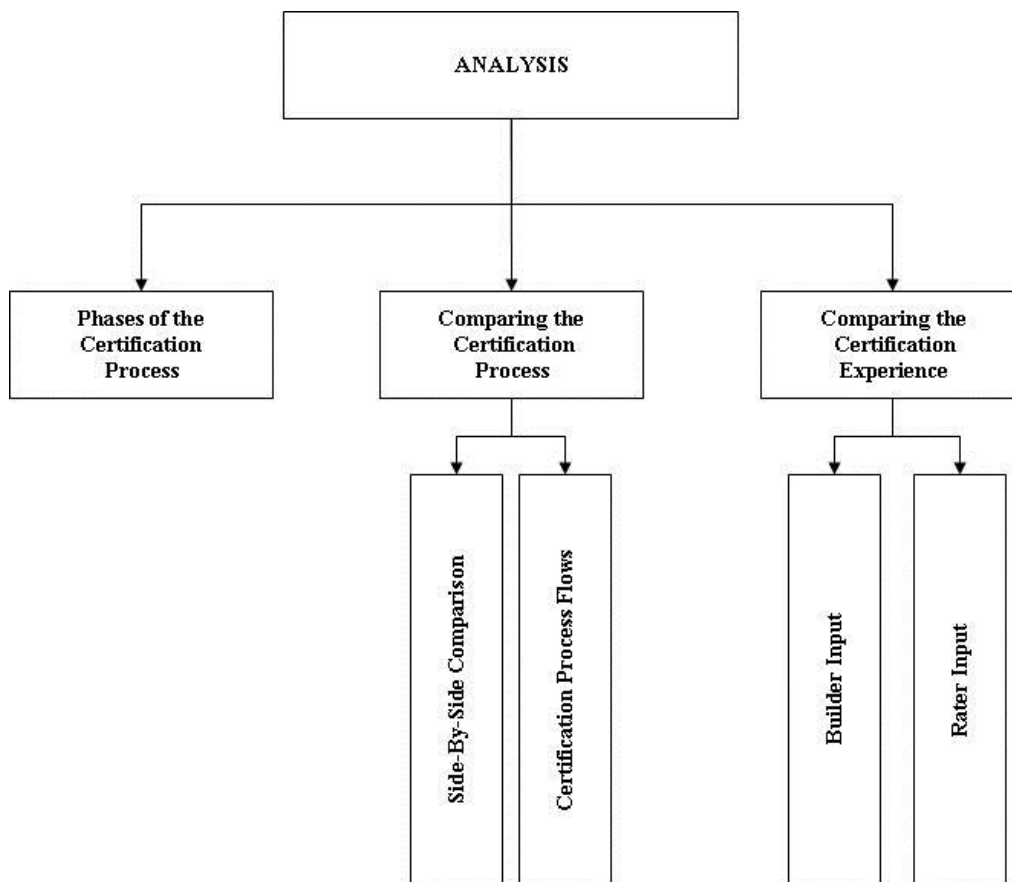 ANALYSIS
Phases of the
Certification
Process
Comparing the
Certification
Process
Comparing the
Certification
Experience
Side-By-Side Comparison
Certification Process Flows
Builder Input
Rater Input